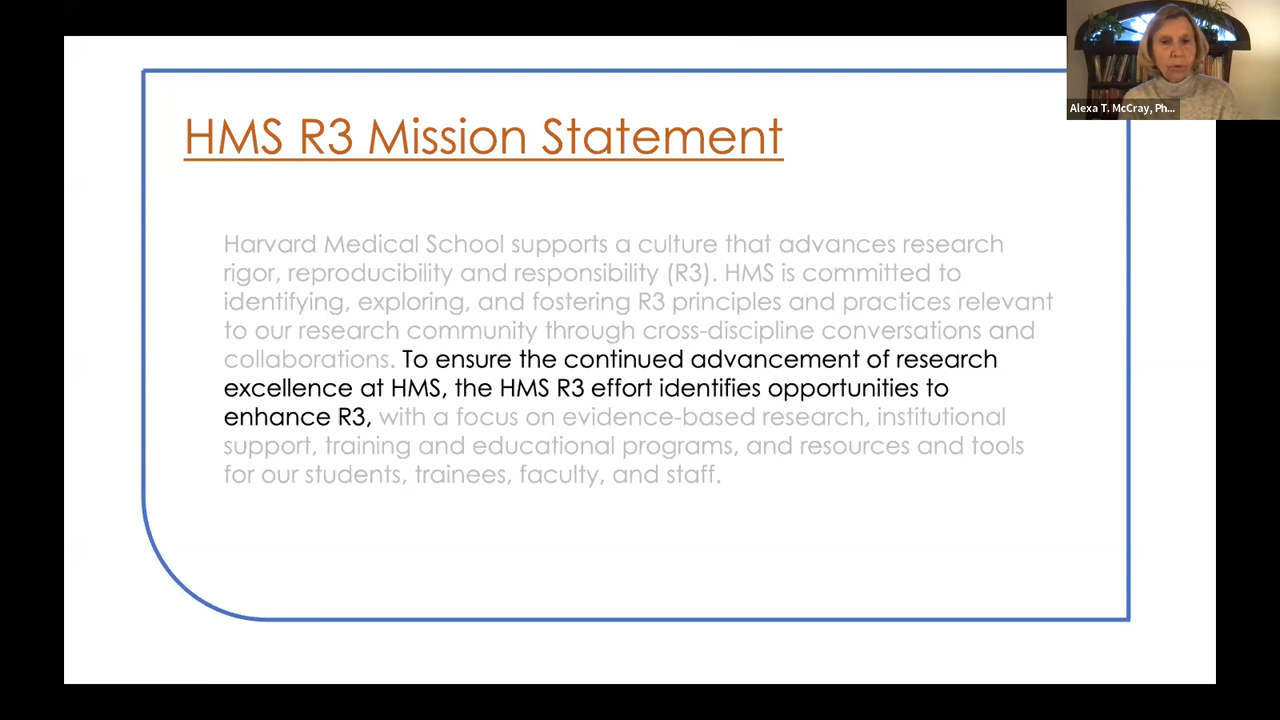 HMS R3 Mission Statement
Harvard Medical School supports a culture that advances research
rigor, reproducibility and responsibility (R3). HMS is committed to
identifying, exploring, and fostering R3 principles and practices relevant
to our research community through cross-discipline conversations and
collaborations. To ensure the continued advancement of research
excellence at HMS, the HMS R3 effort identifies opportunities to
enhance R3, with a focus on evidence-based research, institutional
support, training and educational programs, and resources and tools
for our students, trainees, faculty, and staff.
Alexa T. McCray, Ph...